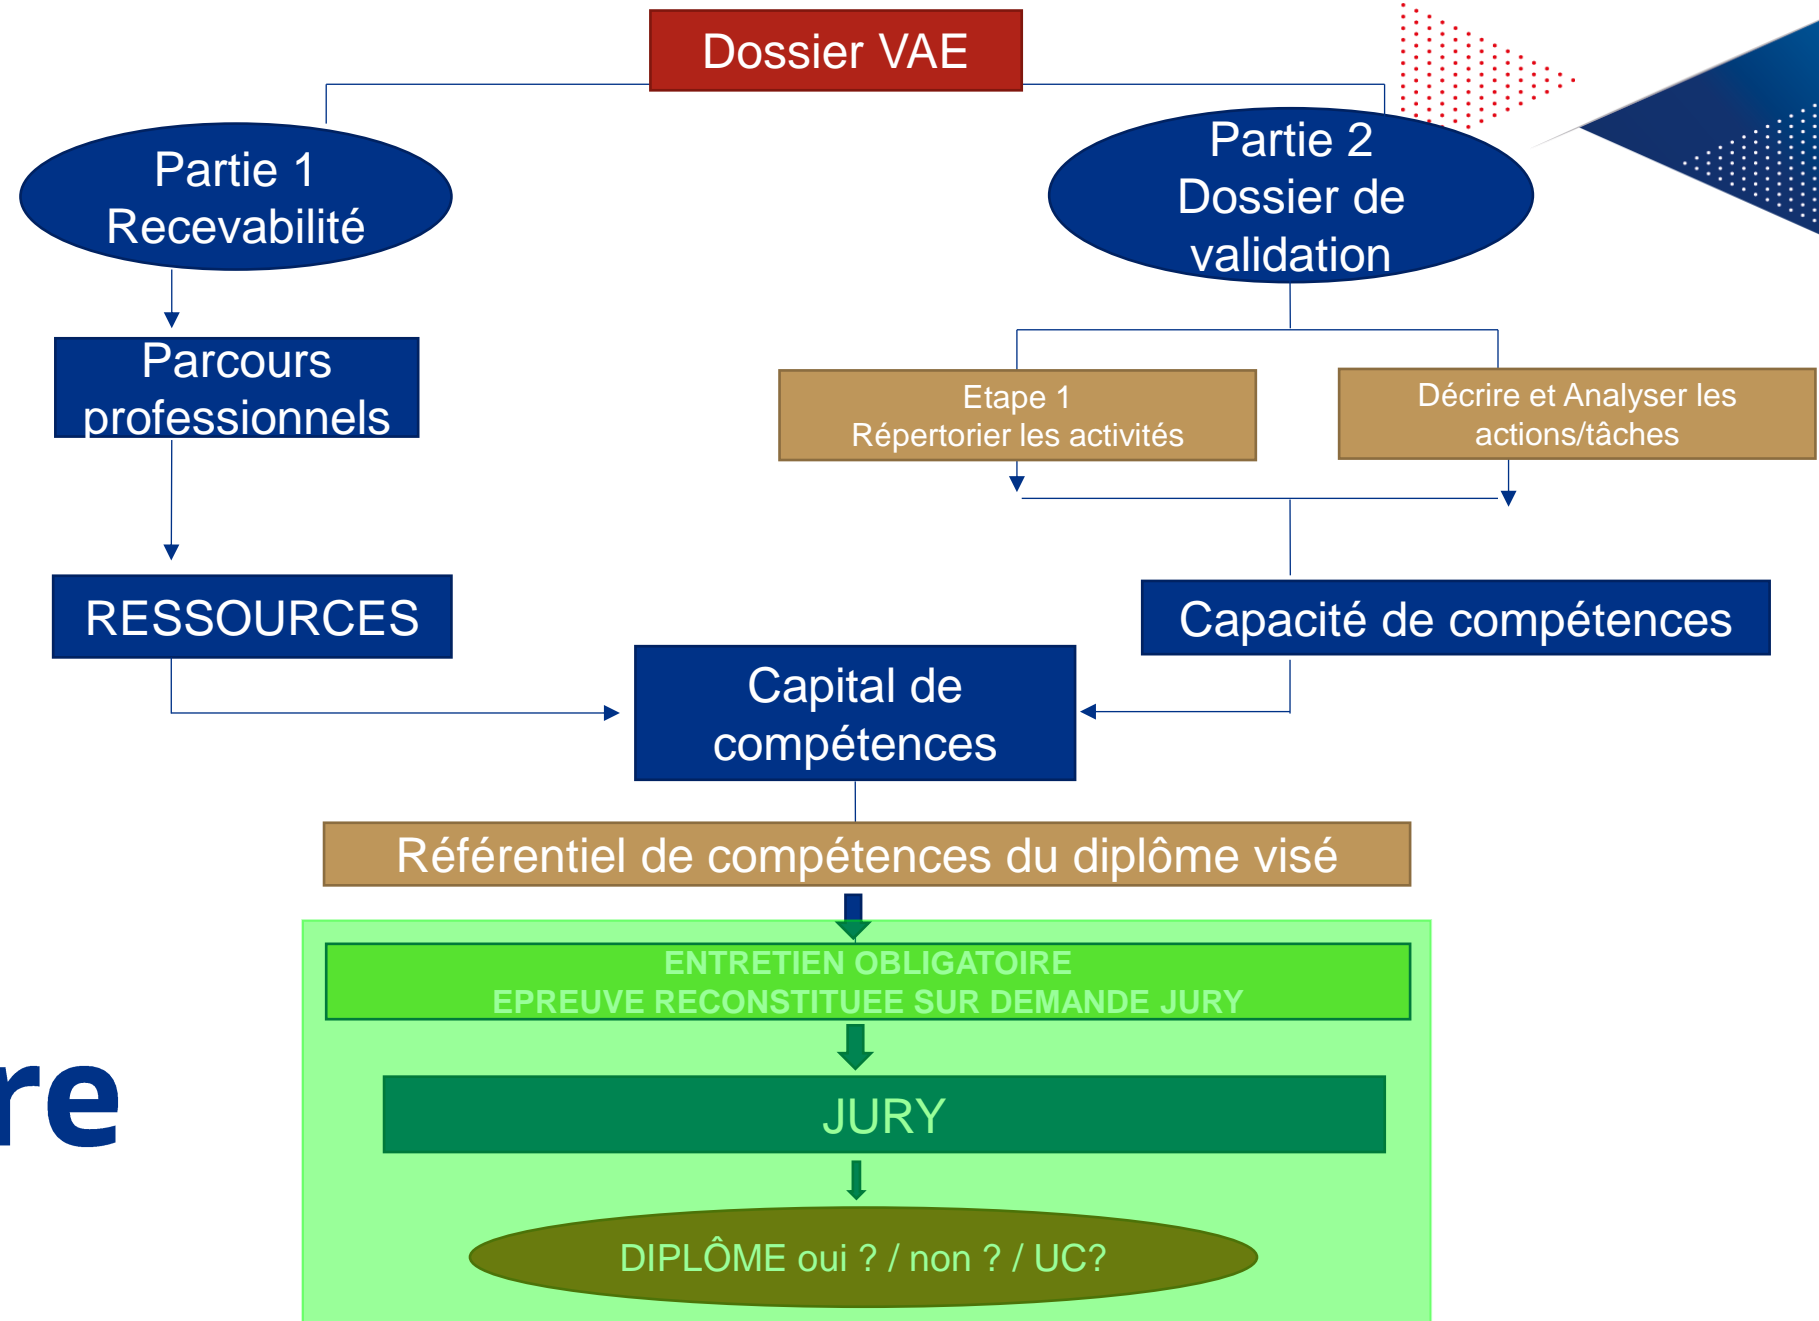 Dossier VAE
Partie 1
Recevabilité
Partie 2
Dossier de
validation
Parcours
professionnels
Etape 1
Répertorier les activités
Décrire et Analyser les
actions/tâches
RESSOURCES
Capacité de compétences
Capital de
compétences
Référentiel de compétences du diplôme visé
ENTRETIEN OBLIGATOIRE
EPREUVE RECONSTITUEE SUR DEMANDE JURY
re
JURY
DIPLÔME oui ? / non ? / UC?